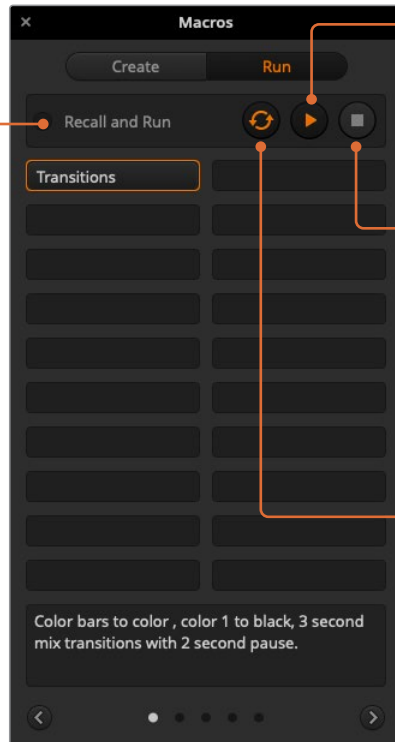 Macros
Create Run
Recall and Run
Transitions
Color bars to color , color 1 to black, 3 second
mix transitions with 2 second pause.